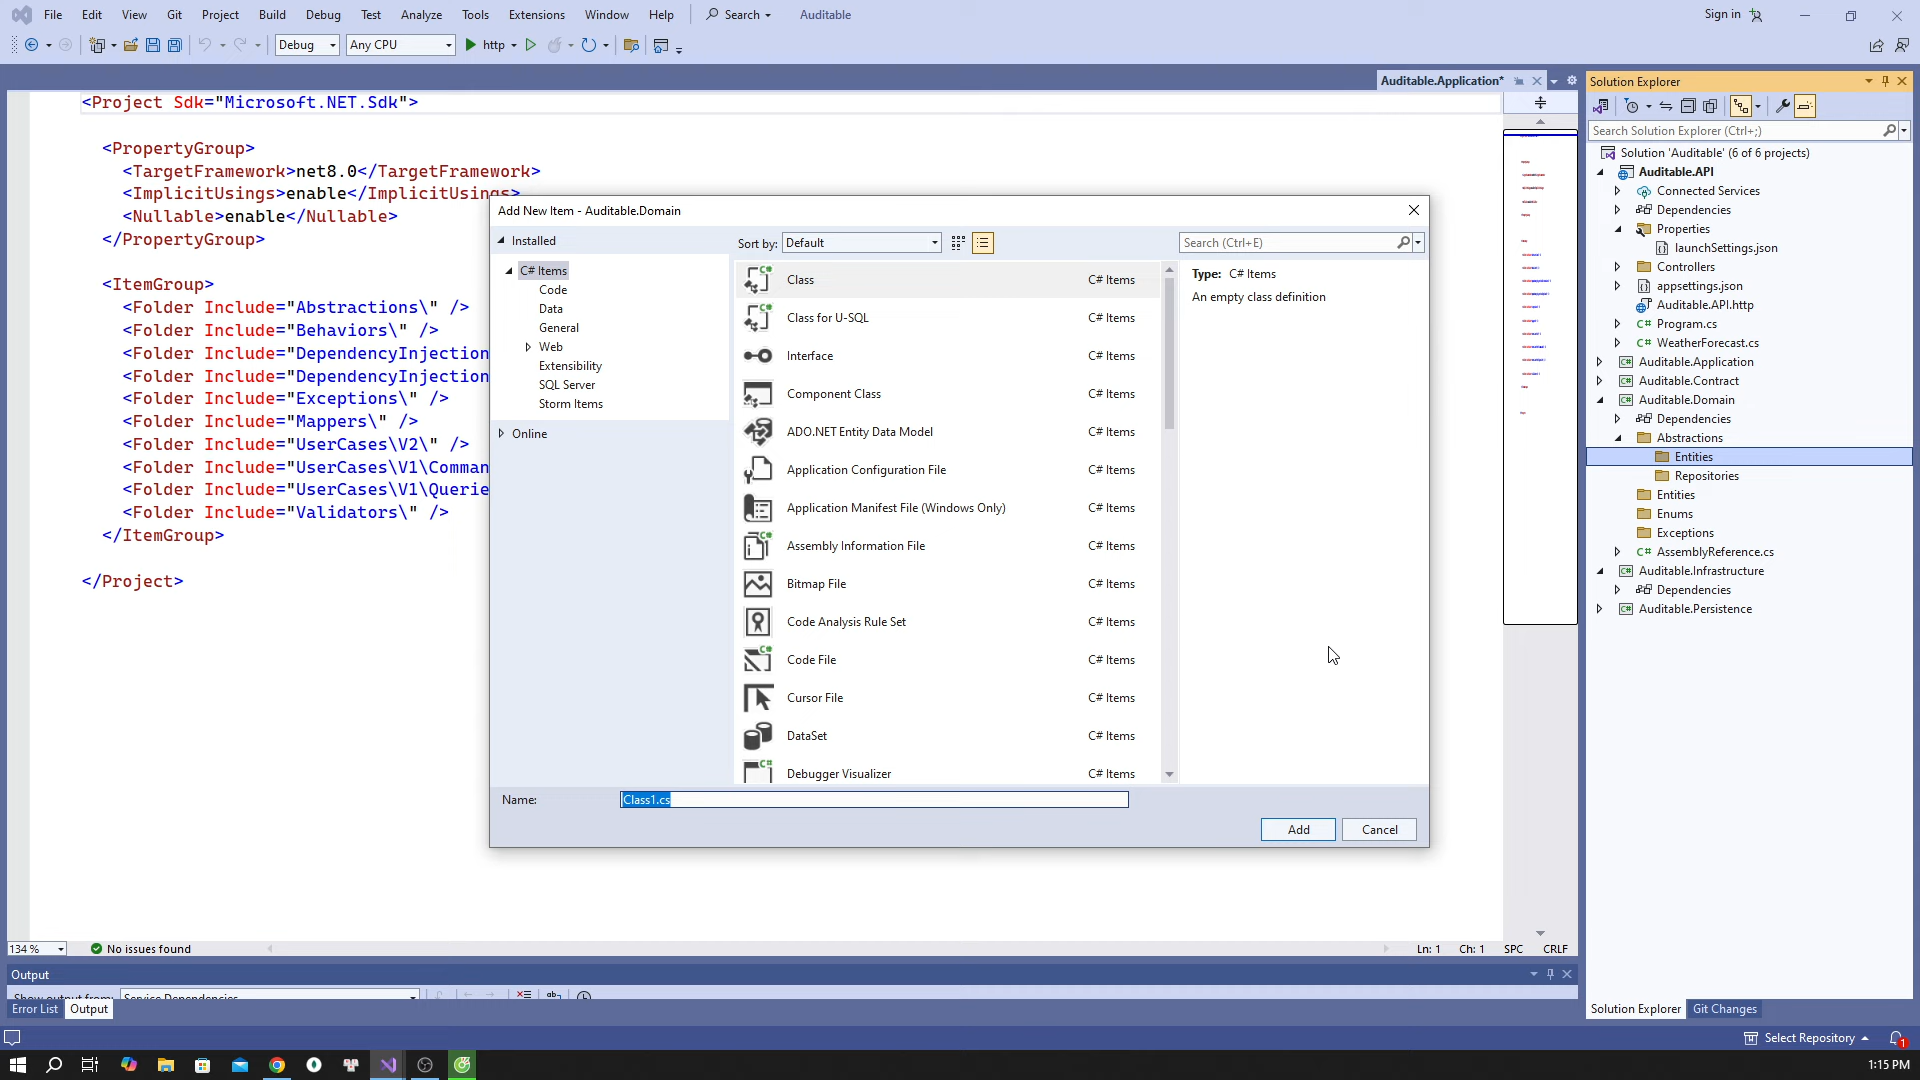 File Edit View Git Project Build Debug Test Analyze Tools Extensions Window Help Search Auditable Sign in
Debug Any CPU http
Auditable.Application*
<Project Sdk="Microsoft.NET.Sdk">
<PropertyGroup>
<TargetFramework>net8.0</TargetFramework>
<ImplicitUsings>enable</ImplicitUsings>
<Nullable>enable</Nullable>
</PropertyGroup>
<ItemGroup>
<Folder Include="Abstractions\" />
<Folder Include="Behaviors\" />
<Folder Include="DependencyInjection
<Folder Include="DependencyInjection
<Folder Include="Exceptions\" />
<Folder Include="Mappers\" />
<Folder Include="UserCases\V2\" />
<Folder Include="UserCases\V1\Comman
<Folder Include="UserCases\V1\Querie
<Folder Include="Validators\" />
</ItemGroup>
</Project>
Add New Item - Auditable.Domain
Installed
C# Items
Code
Data
General
Web
Extensibility
SQL Server
Storm Items
Online
Sort by: Default
Search (Ctrl+E)
Class C# Items
Class for U-SQL C# Items
Interface C# Items
Component Class C# Items
ADO.NET Entity Data Model C# Items
Application Configuration File C# Items
Application Manifest File (Windows Only) C# Items
Assembly Information File C# Items
Bitmap File C# Items
Code Analysis Rule Set C# Items
Code File C# Items
Cursor File C# Items
DataSet C# Items
Debugger Visualizer C# Items
Type: C# Items
An empty class definition
Name: Class1.cs
Add Cancel
Solution Explorer
Search Solution Explorer (Ctrl+;)
Solution 'Auditable' (6 of 6 projects)
Auditable.API
Connected Services
Dependencies
Properties
launchSettings.json
Controllers
appsettings.json
Auditable.API.http
C# Program.cs
C# WeatherForecast.cs
Auditable.Application
Auditable.Contract
Auditable.Domain
Dependencies
Abstractions
Entities
Repositories
Entities
Enums
Exceptions
C# AssemblyReference.cs
Auditable.Infrastructure
Dependencies
Auditable.Persistence
134 % No issues found Ln: 1 Ch: 1 SPC CRLF
Output
Show output from: Service Dependencies
Error List Output
Solution Explorer Git Changes
Select Repository 1
1:15 PM